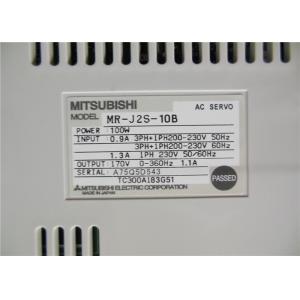 MITSUBISHI
AC SERVO
MODEL MR-J2S-10B
POWER : 100W
INPUT : 0.9A 3PH+1PH200-230V 50Hz
3PH+1PH200-230V 60Hz
1.3A 1PH 230V 50/60Hz
OUTPUT: 170V 0-360Hz 1.1A
SERIAL: A75Q5D543
TC300A183G51
PASSED
MITSUBISHI ELECTRIC CORPORATION
MADE IN JAPAN